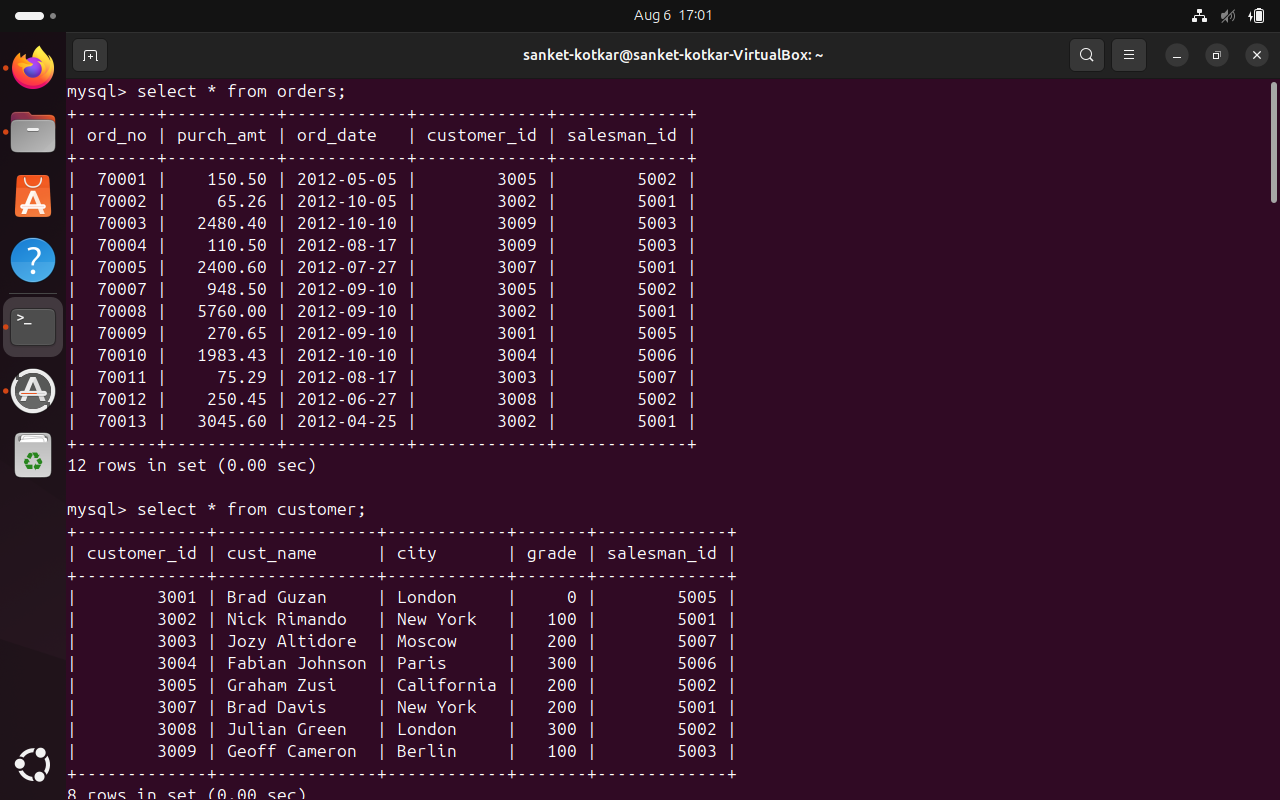 Aug 6 17:01
sanket-kotkar@sanket-kotkar-VirtualBox: ~
mysql> select * from orders;
+--------+-----------+------------+-------------+-------------+
| ord_no | purch_amt | ord_date   | customer_id | salesman_id |
+--------+-----------+------------+-------------+-------------+
|  70001 |    150.50 | 2012-05-05 |        3005 |        5002 |
|  70002 |     65.26 | 2012-10-05 |        3002 |        5001 |
|  70003 |   2480.40 | 2012-10-10 |        3009 |        5003 |
|  70004 |    110.50 | 2012-08-17 |        3009 |        5003 |
|  70005 |   2400.60 | 2012-07-27 |        3007 |        5001 |
|  70007 |    948.50 | 2012-09-10 |        3005 |        5002 |
|  70008 |   5760.00 | 2012-09-10 |        3002 |        5001 |
|  70009 |    270.65 | 2012-09-10 |        3001 |        5005 |
|  70010 |   1983.43 | 2012-10-10 |        3004 |        5006 |
|  70011 |     75.29 | 2012-08-17 |        3003 |        5007 |
|  70012 |    250.45 | 2012-06-27 |        3008 |        5002 |
|  70013 |   3045.60 | 2012-04-25 |        3002 |        5001 |
+--------+-----------+------------+-------------+-------------+
12 rows in set (0.00 sec)
mysql> select * from customer;
+-------------+----------------+------------+-------+-------------+
| customer_id | cust_name      | city       | grade | salesman_id |
+-------------+----------------+------------+-------+-------------+
|        3001 | Brad Guzan     | London     |     0 |        5005 |
|        3002 | Nick Rimando   | New York   |   100 |        5001 |
|        3003 | Jozy Altidore  | Moscow     |   200 |        5007 |
|        3004 | Fabian Johnson | Paris      |   300 |        5006 |
|        3005 | Graham Zusi    | California |   200 |        5002 |
|        3007 | Brad Davis     | New York   |   200 |        5001 |
|        3008 | Julian Green   | London     |   300 |        5002 |
|        3009 | Geoff Cameron  | Berlin     |   100 |        5003 |
+-------------+----------------+------------+-------+-------------+
8 rows in set (0.00 sec)